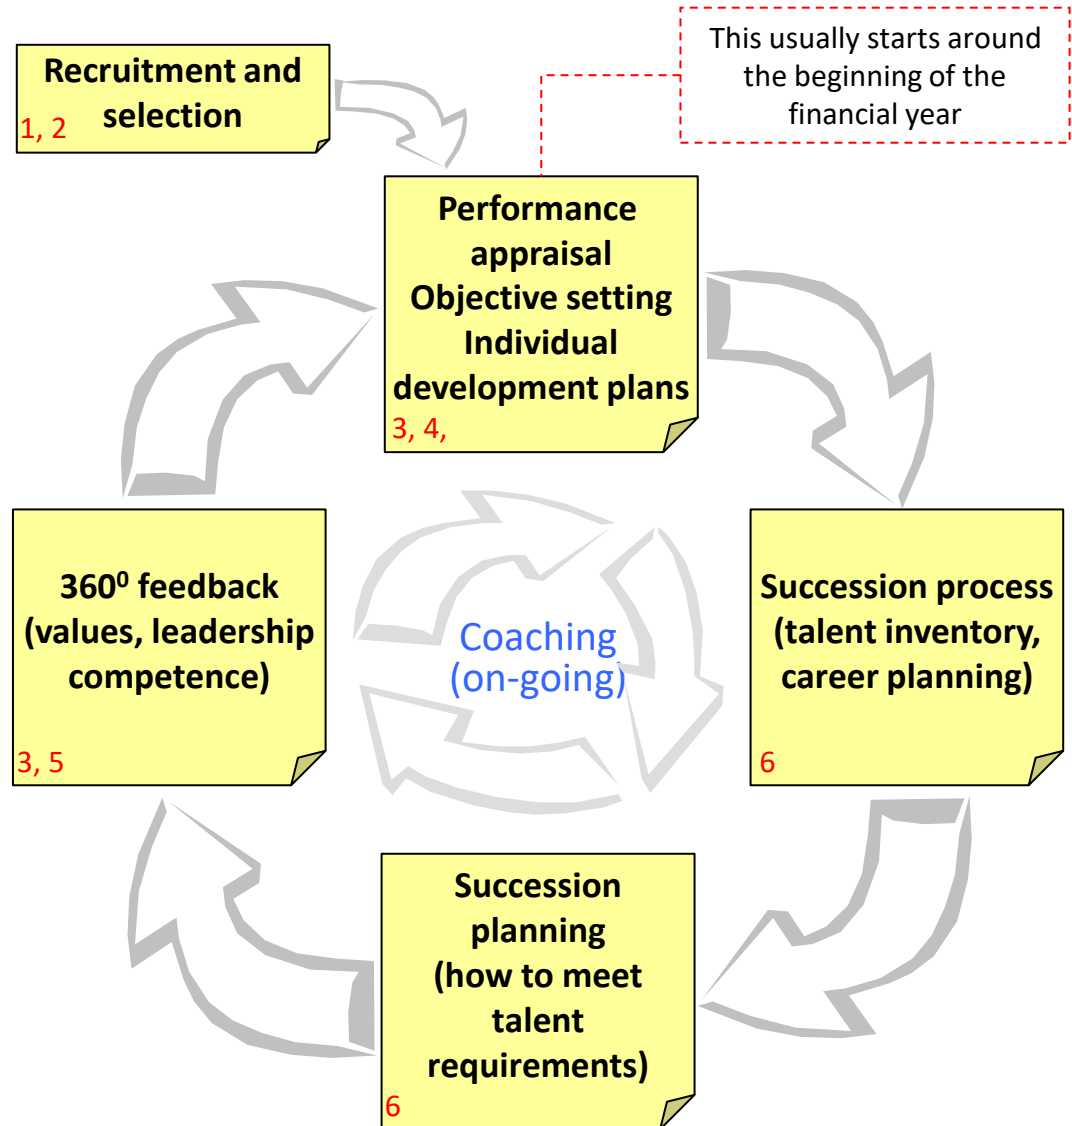 Recruitment and
selection
1, 2
This usually starts around
the beginning of the
financial year
Performance
appraisal
Objective setting
Individual
development plans
3, 4,
360⁰ feedback
(values, leadership
competence)
3, 5
Coaching
(on-going)
Succession process
(talent inventory,
career planning)
6
Succession
planning
(how to meet
talent
requirements)
6